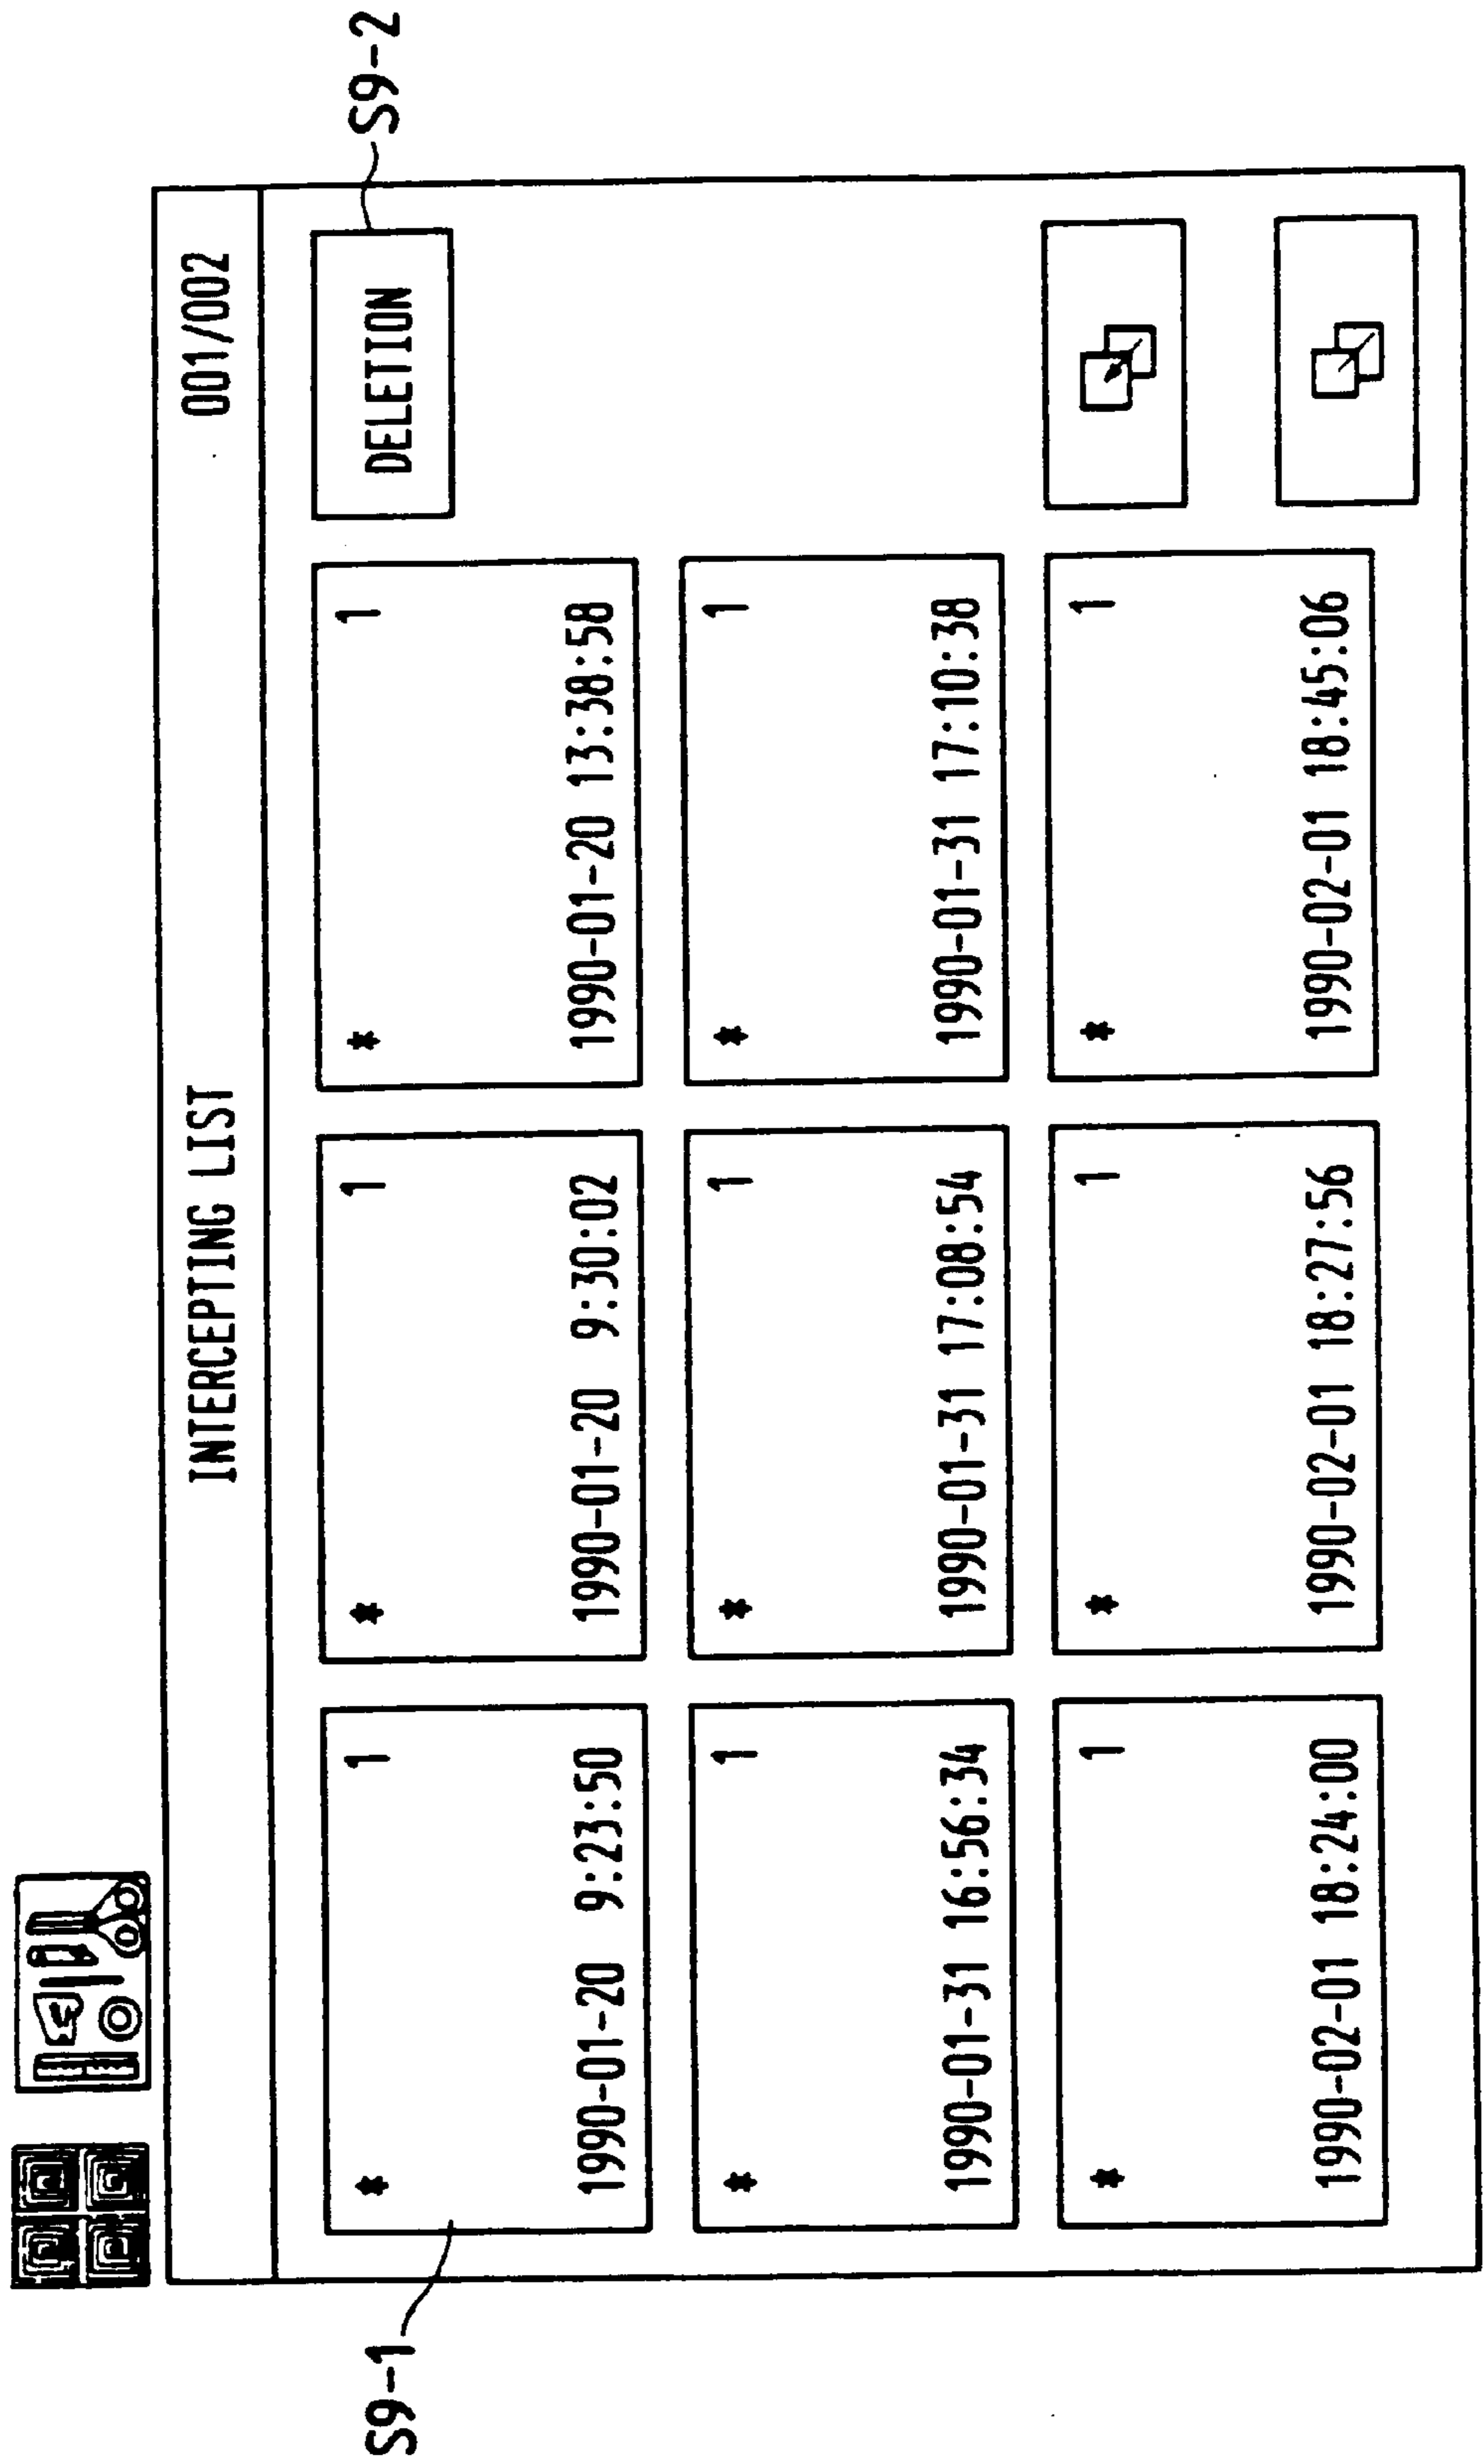 S9-2
INTERCEPTING LIST 001/002
DELETION
* 1 * 1 * 1
1990-01-20 9:23:50 1990-01-20 9:30:02 1990-01-20 13:38:58
* 1 * 1 * 1
1990-01-31 16:56:34 1990-01-31 17:08:54 1990-01-31 17:10:38
* 1 * 1 * 1
1990-02-01 18:24:00 1990-02-01 18:27:56 1990-02-01 18:45:06
S9-1